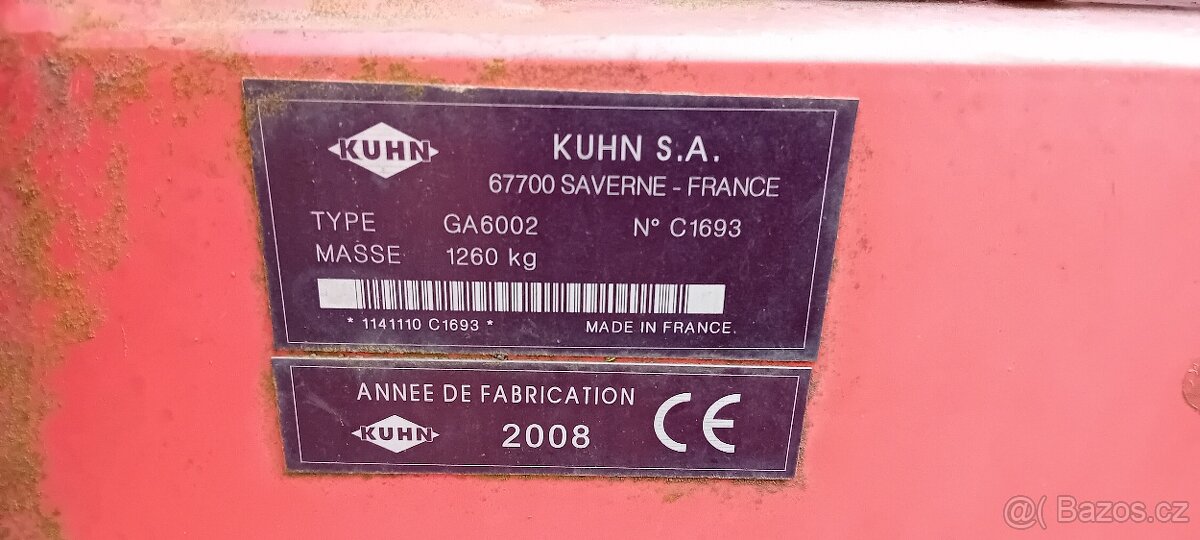 KUHN
KUHN S.A.
67700 SAVERNE - FRANCE
TYPE GA6002 N° C1693
MASSE 1260 kg
* 1141110 C1693 * MADE IN FRANCE.
ANNEE DE FABRICATION
KUHN 2008 CE
@( Bazos.cz